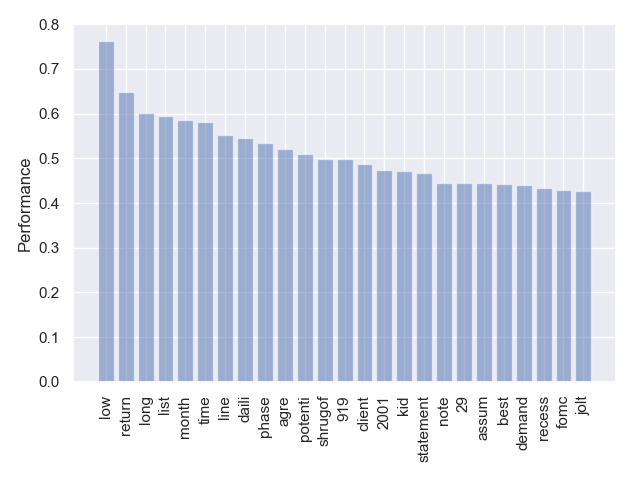 0.8
0.7
0.6
0.5
0.4
0.3
0.2
0.1
0.0
Performance
low
return
long
list
month
time
line
daili
phase
agre
potenti
shrugof
919
client
2001
kid
statement
note
29
assum
best
demand
recess
fomc
jolt